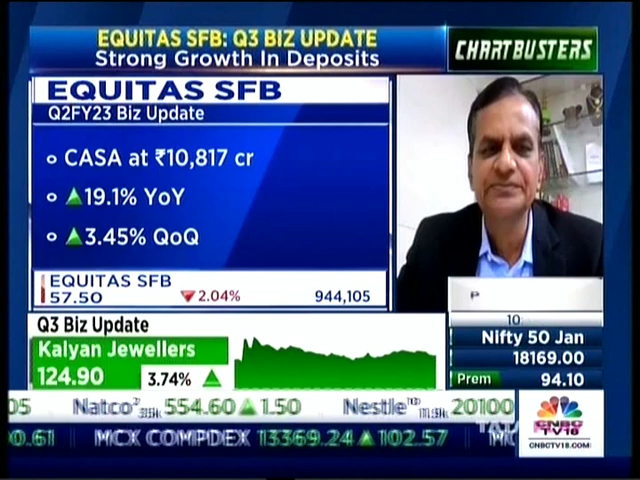 EQUITAS SFB: Q3 BIZ UPDATE
Strong Growth In Deposits
CHARTBUSTERS
EQUITAS SFB
Q2FY23 Biz Update
CASA at ₹10,817 cr
▲19.1% YoY
▲3.45% QoQ
EQUITAS SFB
57.50 ▼2.04% 944,105
Q3 Biz Update
Kalyan Jewellers
124.90 3.74% ▲
P
10
Nifty 50 Jan
18169.00
Prem 94.10
05 Natco 554.60 ▲ 1.50 Nestle 20100
0.61 MCX COMPDEX 13369.24 ▲ 102.57 MC
CNBC
TV18
CNBCTV18.COM